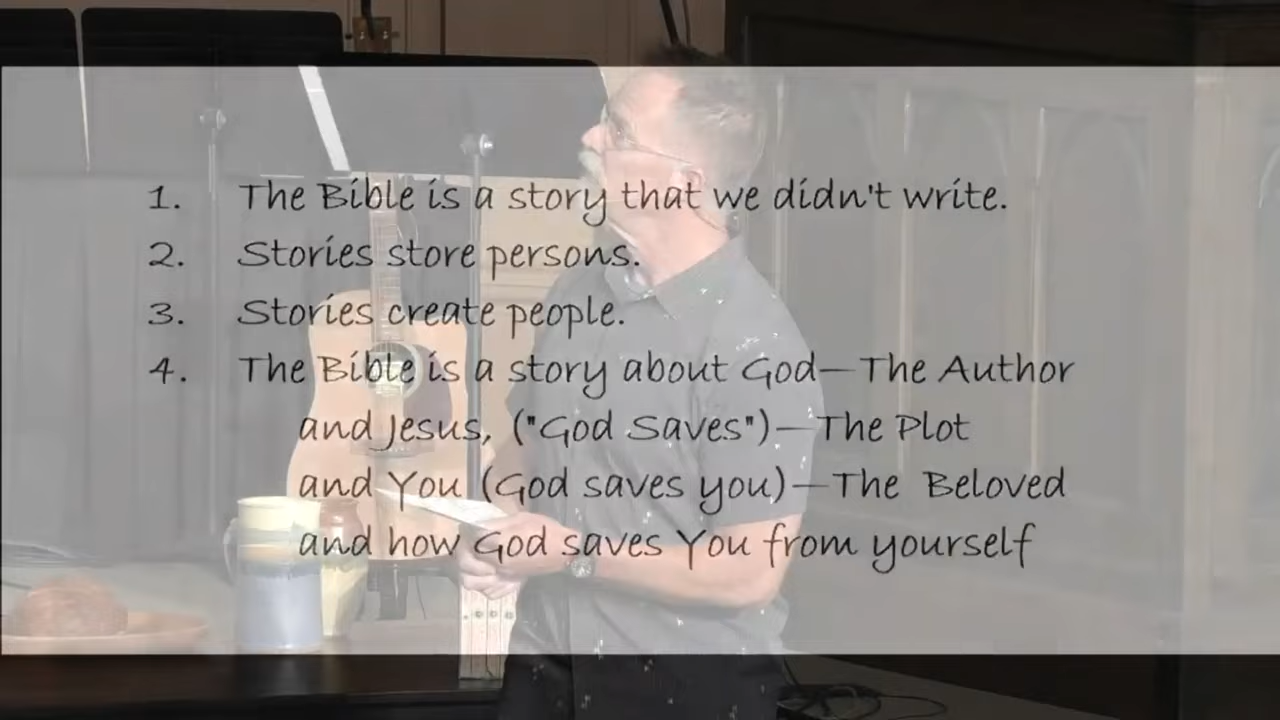 1. The Bible is a story that we didn't write.
2. Stories store persons.
3. Stories create people.
4. The Bible is a story about God—The Author
and Jesus, ("God Saves")—The Plot
and You (God saves you)—The Beloved
and how God saves You from yourself